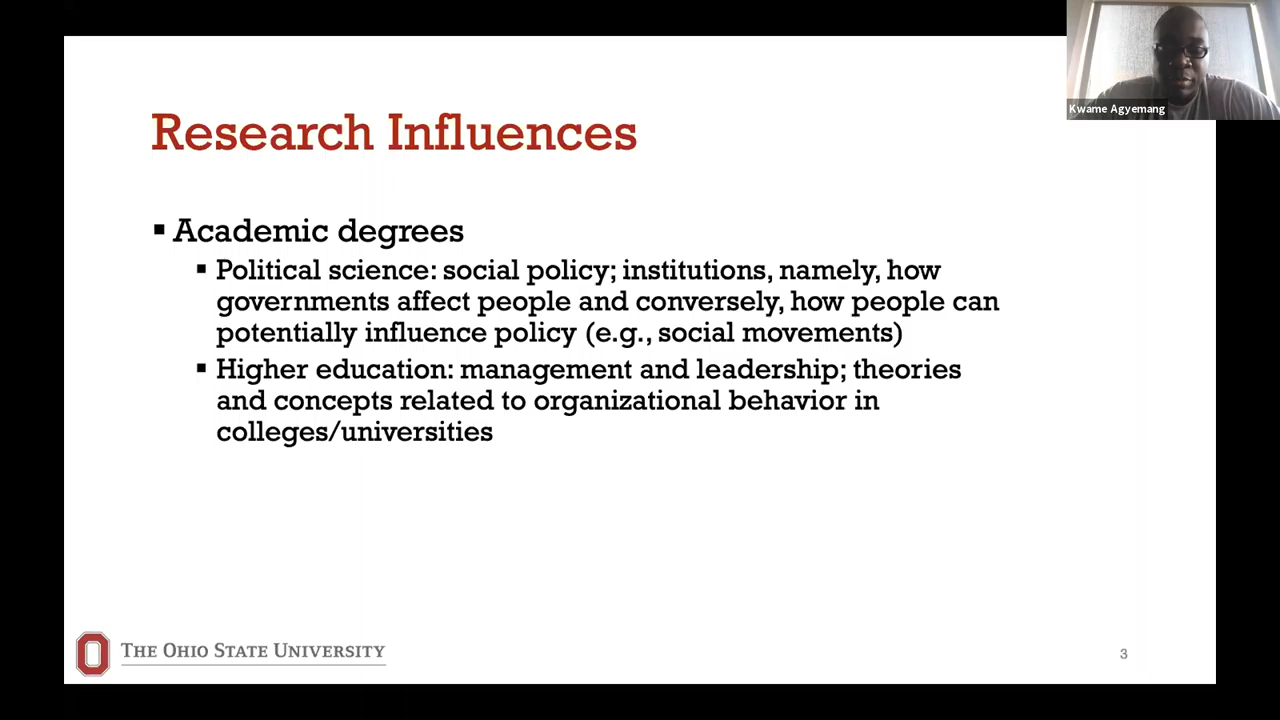 Kwame Agyemang
Research Influences
▪ Academic degrees
▪ Political science: social policy; institutions, namely, how
governments affect people and conversely, how people can
potentially influence policy (e.g., social movements)
▪ Higher education: management and leadership; theories
and concepts related to organizational behavior in
colleges/universities
THE OHIO STATE UNIVERSITY
3